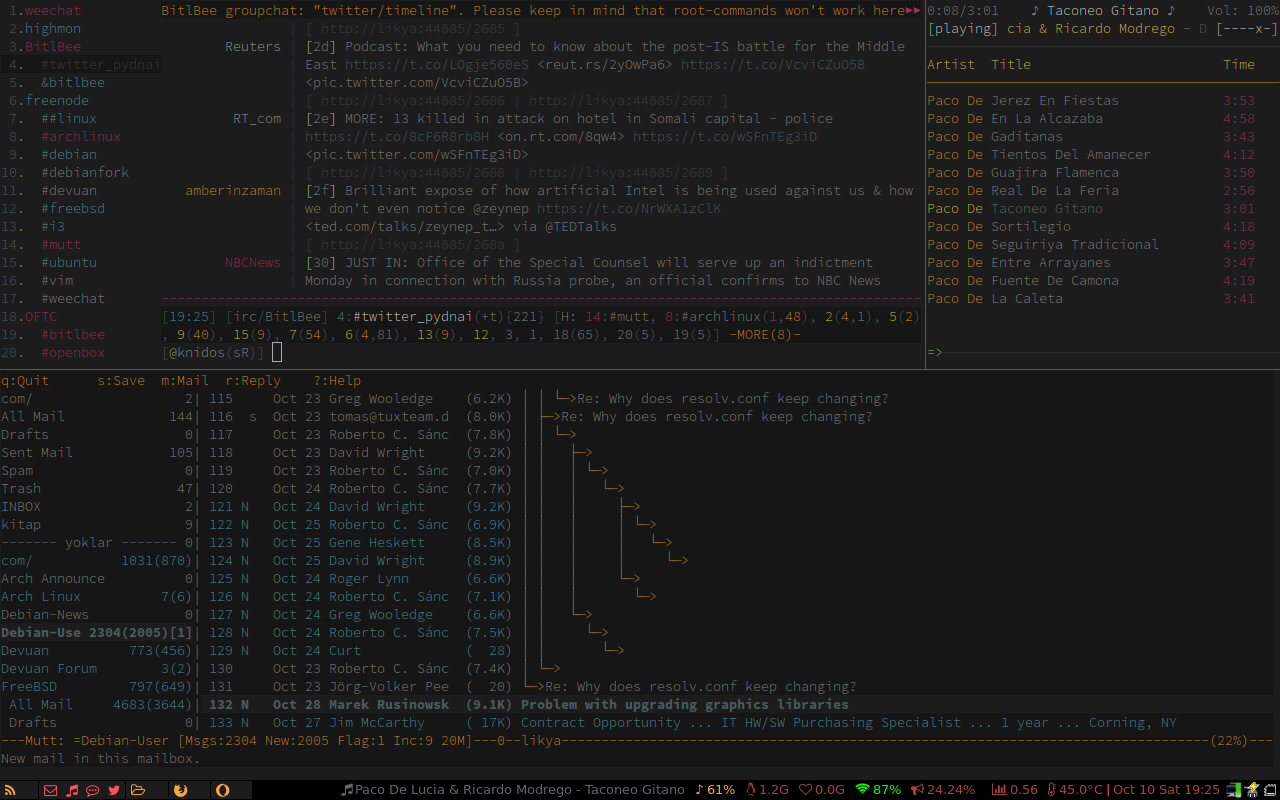 1.weechat
2.highmon
3.BitlBee
4. #twitter_pydnai
5. &bitlbee
6.freenode
7. ##linux
8. #archlinux
9. #debian
10. #debianfork
11. #devuan
12. #freebsd
13. #i3
14. #mutt
15. #ubuntu
16. #vim
17. #weechat
18.OFTC
19. #bitlbee
20. #openbox
BitlBee groupchat: "twitter/timeline". Please keep in mind that root-commands won't work here▶▶
| [ http://likya:44085/2685 ]
Reuters | [2d] Podcast: What you need to know about the post-IS battle for the Middle
| East https://t.co/LOgje560eS <reut.rs/2yOwPa6> https://t.co/VcviCZuO5B
| <pic.twitter.com/VcviCZuO5B>
| [ http://likya:44085/2686 | http://likya:44085/2687 ]
RT_com | [2e] MORE: 13 killed in attack on hotel in Somali capital – police
| https://t.co/8cF6R8rb8H <on.rt.com/8qw4> https://t.co/wSFnTEg3iD
| <pic.twitter.com/wSFnTEg3iD>
| [ http://likya:44085/2688 | http://likya:44085/2689 ]
amberinzaman | [2f] Brilliant expose of how artificial Intel is being used against us & how
| we don't even notice @zeynep https://t.co/NrWXA1zClK
| <ted.com/talks/zeynep_t…> via @TEDTalks
| [ http://likya:44085/268a ]
NBCNews | [30] JUST IN: Office of the Special Counsel will serve up an indictment
| Monday in connection with Russia probe, an official confirms to NBC News
[19:25] [irc/BitlBee] 4:#twitter_pydnai(+t){221} [H: 14:#mutt, 8:#archlinux(1,48), 2(4,1), 5(2)
, 9(40), 15(9), 7(54), 6(4,81), 13(9), 12, 3, 1, 18(65), 20(5), 19(5)] -MORE(8)-
[@knidos(sR)]
0:08/3:01 ♪ Taconeo Gitano ♪ Vol: 100%
[playing] cia & Ricardo Modrego - D [----x-]
Artist Title Time
Paco De Jerez En Fiestas 3:53
Paco De En La Alcazaba 4:58
Paco De Gaditanas 3:43
Paco De Tientos Del Amanecer 4:12
Paco De Guajira Flamenca 3:50
Paco De Real De La Feria 2:50
Paco De Taconeo Gitano 3:01
Paco De Sortilegio 4:18
Paco De Seguiriya Tradicional 4:09
Paco De Entre Arrayanes 3:47
Paco De Fuente De Camona 4:19
Paco De La Caleta 3:41
=>
q:Quit s:Save m:Mail r:Reply ?:Help
com/ 2| 115 Oct 23 Greg Wooledge (6.2K) │ │ └─>Re: Why does resolv.conf keep changing?
All Mail 144| 116 s Oct 23 tomas@tuxteam.d (8.0K) │ ├─>Re: Why does resolv.conf keep changing?
Drafts 0| 117 Oct 23 Roberto C. Sánc (7.8K) │ │ └─>
Sent Mail 105| 118 Oct 23 David Wright (9.2K) │ │ ├─>
Spam 0| 119 Oct 23 Roberto C. Sánc (7.0K) │ │ │ └─>
Trash 47| 120 Oct 24 Roberto C. Sánc (7.7K) │ │ │ └─>
INBOX 2| 121 N Oct 24 David Wright (9.2K) │ │ │ ├─>
kitap 9| 122 N Oct 25 Roberto C. Sánc (6.9K) │ │ │ │ └─>
------- yoklar ------- 0| 123 N Oct 25 Gene Heskett (8.5K) │ │ │ │ └─>
com/ 1031(870)| 124 N Oct 25 David Wright (8.9K) │ │ │ │ └─>
Arch Announce 0| 125 N Oct 24 Roger Lynn (6.6K) │ │ │ └─>
Arch Linux 7(6)| 126 N Oct 24 Roberto C. Sánc (7.1K) │ │ │ └─>
Debian-News 0| 127 N Oct 24 Greg Wooledge (6.6K) │ │ └─>
Debian-Use 2304(2005)[1]| 128 N Oct 24 Roberto C. Sánc (7.5K) │ │ └─>
Devuan 773(456)| 129 N Oct 24 Curt ( 28) │ │ └─>
Devuan Forum 3(2)| 130 Oct 23 Roberto C. Sánc (7.4K) │ └─>
FreeBSD 797(649)| 131 Oct 23 Jörg-Volker Pee ( 20) └─>Re: Why does resolv.conf keep changing?
All Mail 4683(3644)| 132 N Oct 28 Marek Rusinowsk (9.1K) Problem with upgrading graphics libraries
Drafts 0| 133 N Oct 27 Jim McCarthy ( 17K) Contract Opportunity ... IT HW/SW Purchasing Specialist ... 1 year ... Corning, NY
---Mutt: =Debian-User [Msgs:2304 New:2005 Flag:1 Inc:9 20M]---0--likya---(22%)---
New mail in this mailbox.
Paco De Lucia & Ricardo Modrego - Taconeo Gitano ♪ 61% 1.2G 0.0G 87% 24.24% 0.56 45.0°C | Oct 10 Sat 19:25